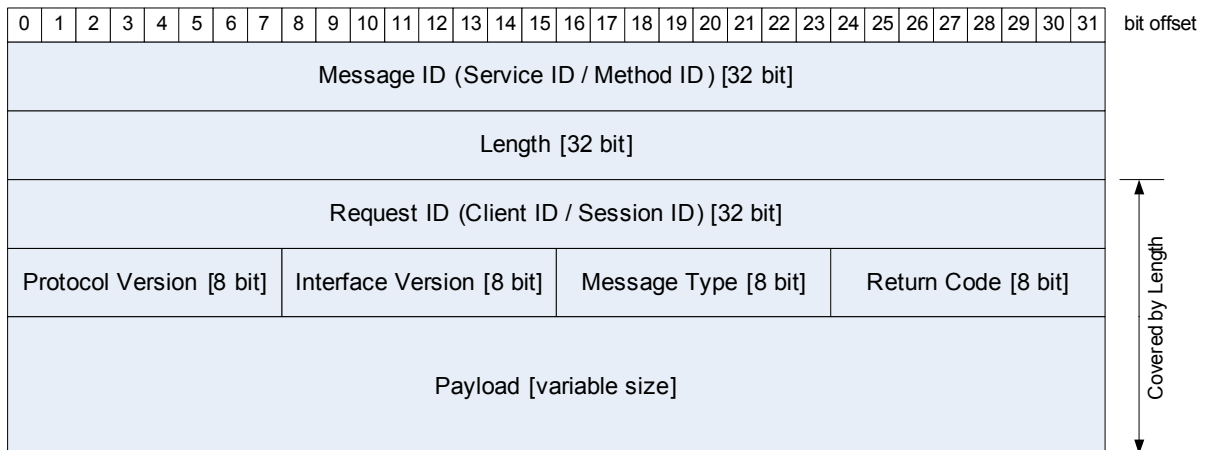 0 1 2 3 4 5 6 7 8 9 10 11 12 13 14 15 16 17 18 19 20 21 22 23 24 25 26 27 28 29 30 31 bit offset
Message ID (Service ID / Method ID) [32 bit]
Length [32 bit]
Request ID (Client ID / Session ID) [32 bit]
Protocol Version [8 bit] Interface Version [8 bit] Message Type [8 bit] Return Code [8 bit]
Payload [variable size]
Covered by Length